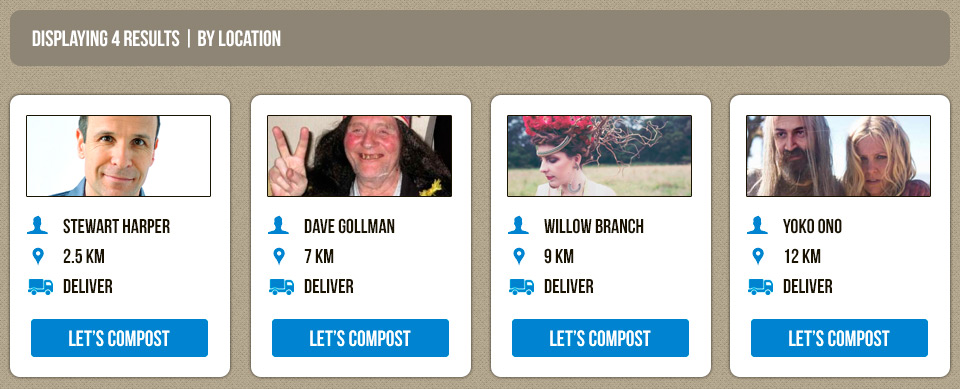 DISPLAYING 4 RESULTS | BY LOCATION
STEWART HARPER
2.5 KM
DELIVER
LET'S COMPOST
DAVE GOLLMAN
7 KM
DELIVER
LET'S COMPOST
WILLOW BRANCH
9 KM
DELIVER
LET'S COMPOST
YOKO ONO
12 KM
DELIVER
LET'S COMPOST